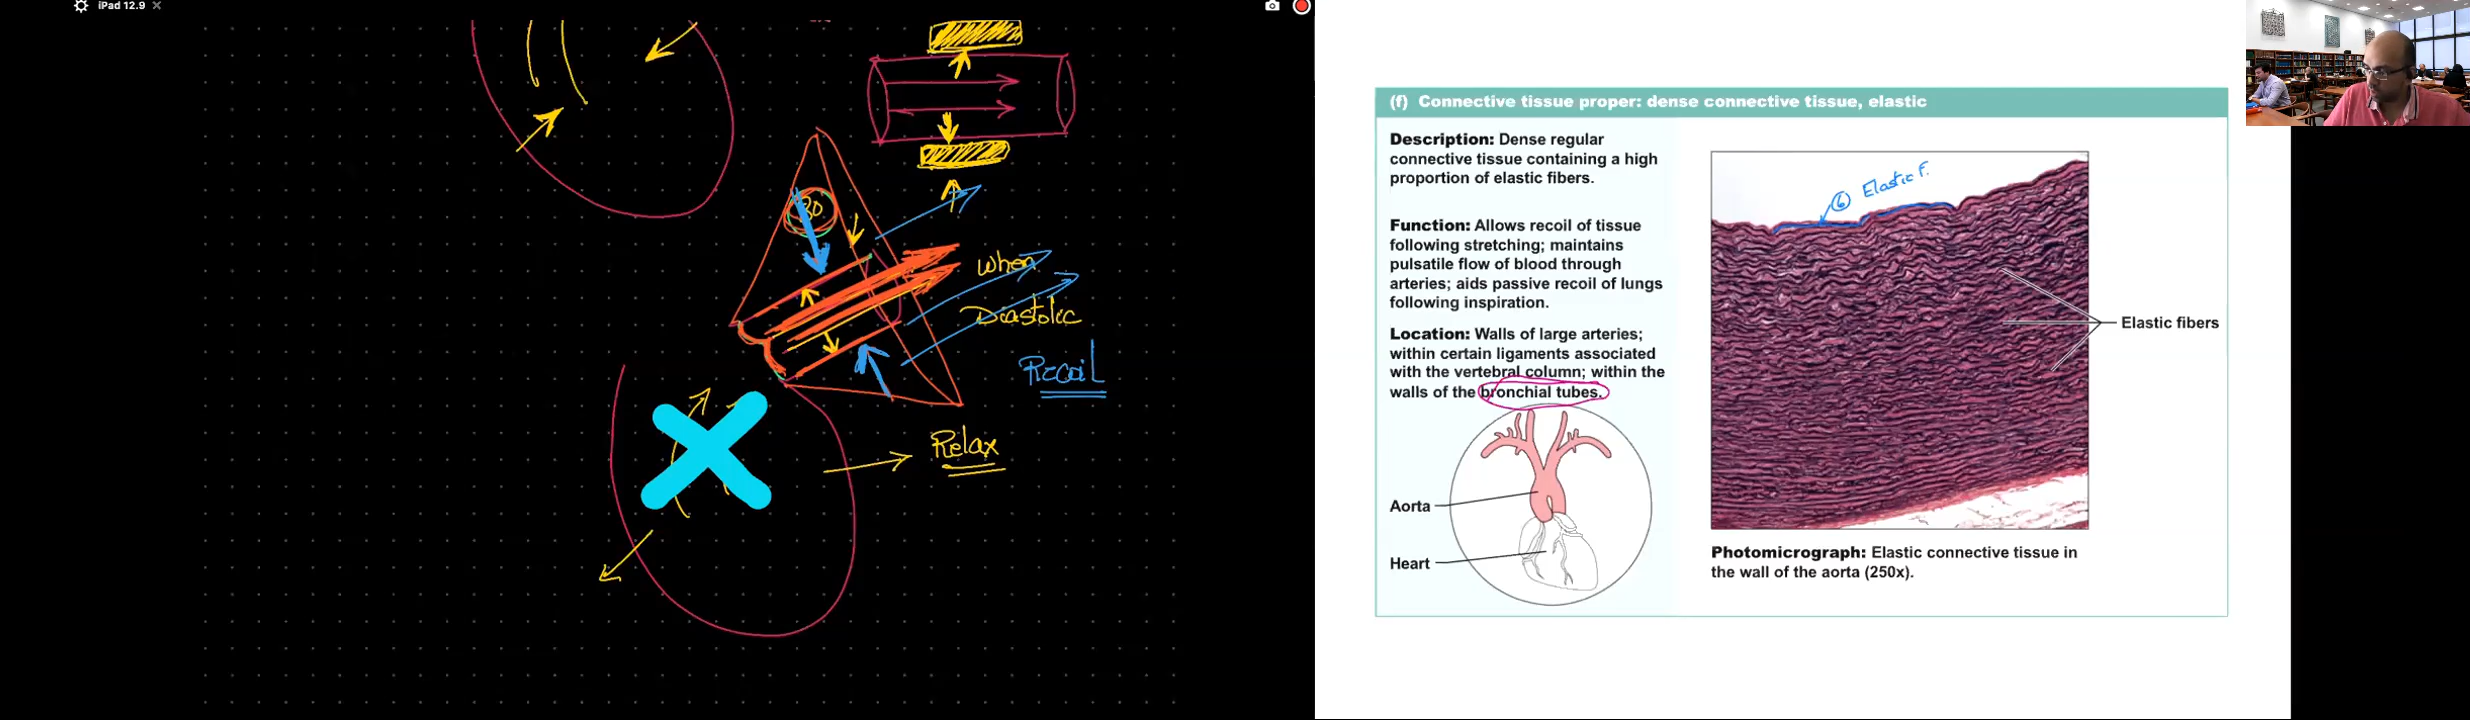 iPad 12.9
80
When
Diastolic
Recoil
Relax
(f) Connective tissue proper: dense connective tissue, elastic
Description: Dense regular
connective tissue containing a high
proportion of elastic fibers.
Function: Allows recoil of tissue
following stretching; maintains
pulsatile flow of blood through
arteries; aids passive recoil of lungs
following inspiration.
Location: Walls of large arteries;
within certain ligaments associated
with the vertebral column; within the
walls of the bronchial tubes.
Aorta
Heart
6 Elastic F.
Elastic fibers
Photomicrograph: Elastic connective tissue in
the wall of the aorta (250x).